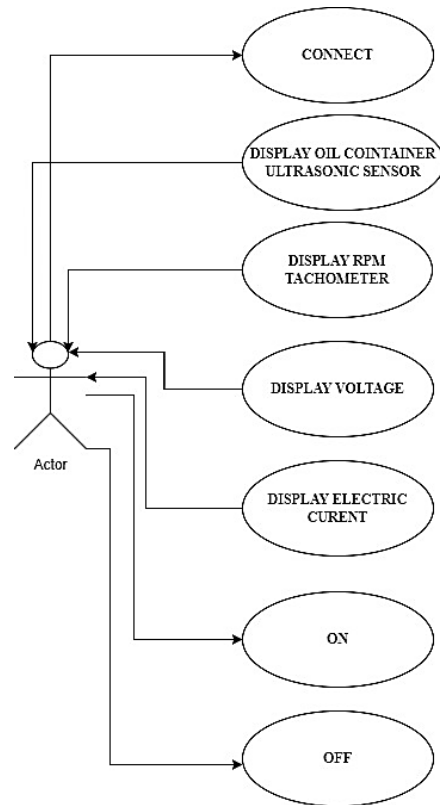 CONNECT
DISPLAY OIL COINTAINER
ULTRASONIC SENSOR
DISPLAY RPM
TACHOMETER
DISPLAY VOLTAGE
Actor
DISPLAY ELECTRIC
CURENT
ON
OFF